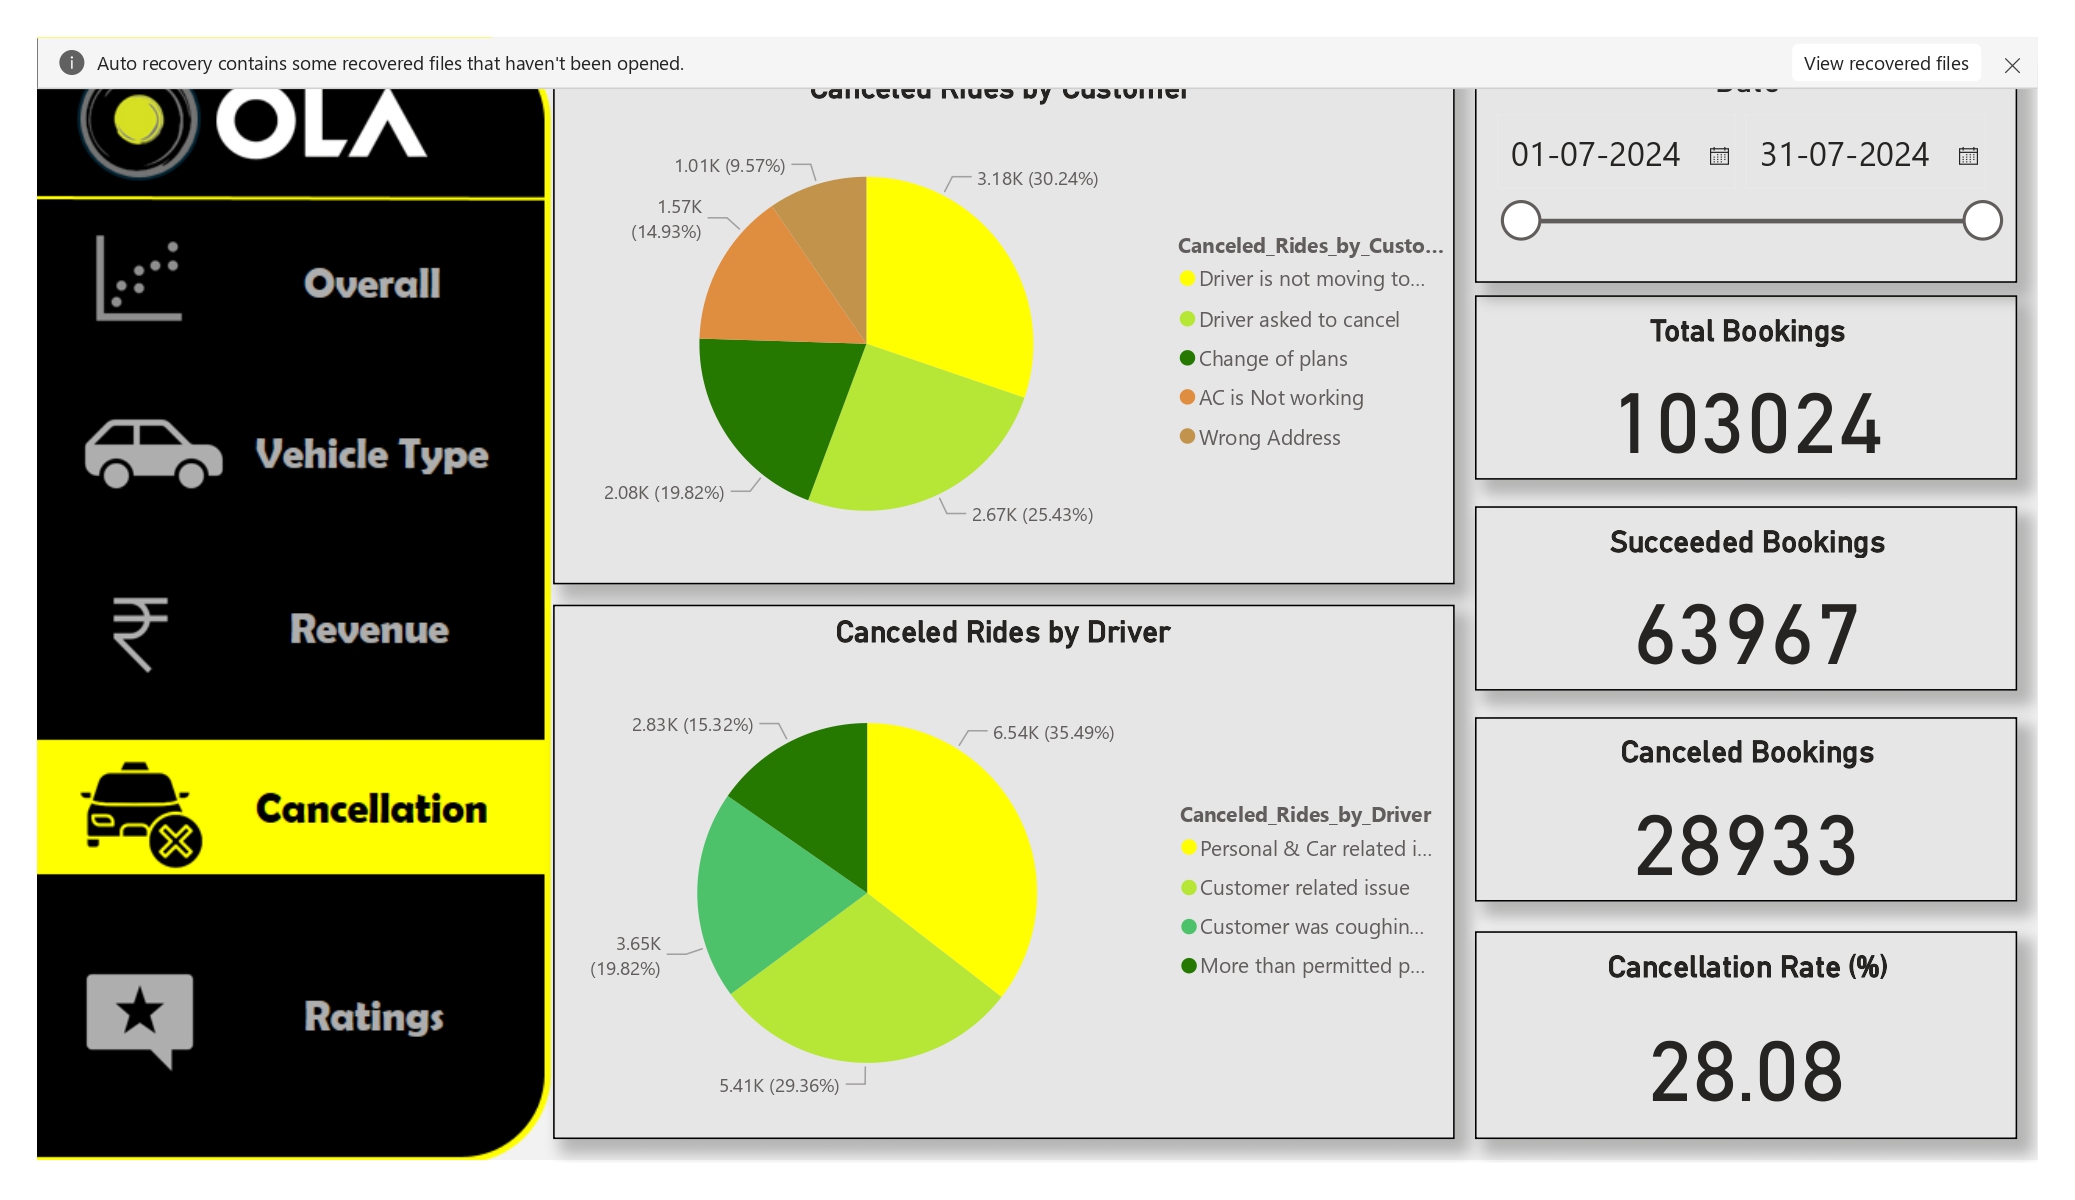 Auto recovery contains some recovered files that haven't been opened.
View recovered files
OLA
Overall
Vehicle Type
Revenue
Cancellation
Ratings
Canceled Rides by Customer
1.01K (9.57%)
3.18K (30.24%)
1.57K
(14.93%)
2.08K (19.82%)
2.67K (25.43%)
Canceled_Rides_by_Custo...
Driver is not moving to...
Driver asked to cancel
Change of plans
AC is Not working
Wrong Address
Canceled Rides by Driver
2.83K (15.32%)
6.54K (35.49%)
3.65K
(19.82%)
5.41K (29.36%)
Canceled_Rides_by_Driver
Personal & Car related i...
Customer related issue
Customer was coughin...
More than permitted p...
Date
01-07-2024 31-07-2024
Total Bookings
103024
Succeeded Bookings
63967
Canceled Bookings
28933
Cancellation Rate (%)
28.08